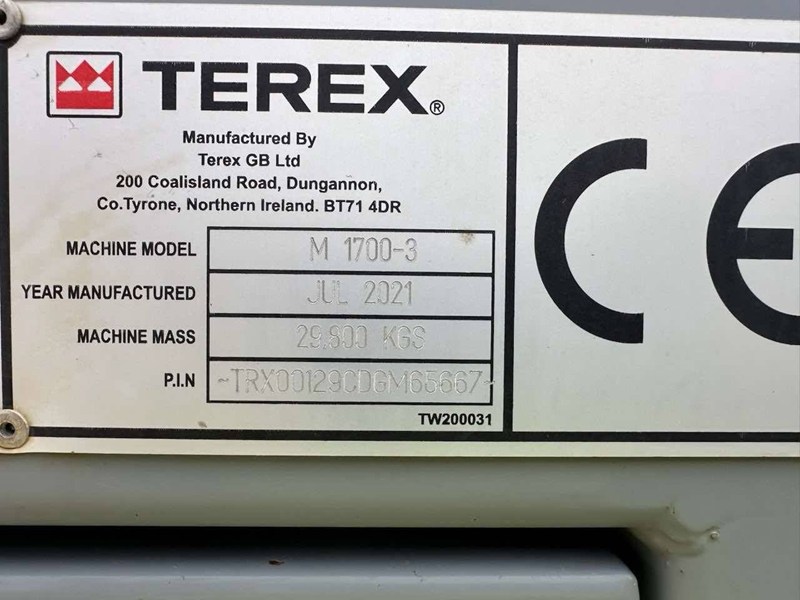 TEREX®
Manufactured By
Terex GB Ltd
200 Coalisland Road, Dungannon,
Co.Tyrone, Northern Ireland. BT71 4DR
MACHINE MODEL M 1700-3
YEAR MANUFACTURED JUL 2021
MACHINE MASS 29,800 KGS
P.I.N ~TRX00129CDGM65667~
TW200031
CE